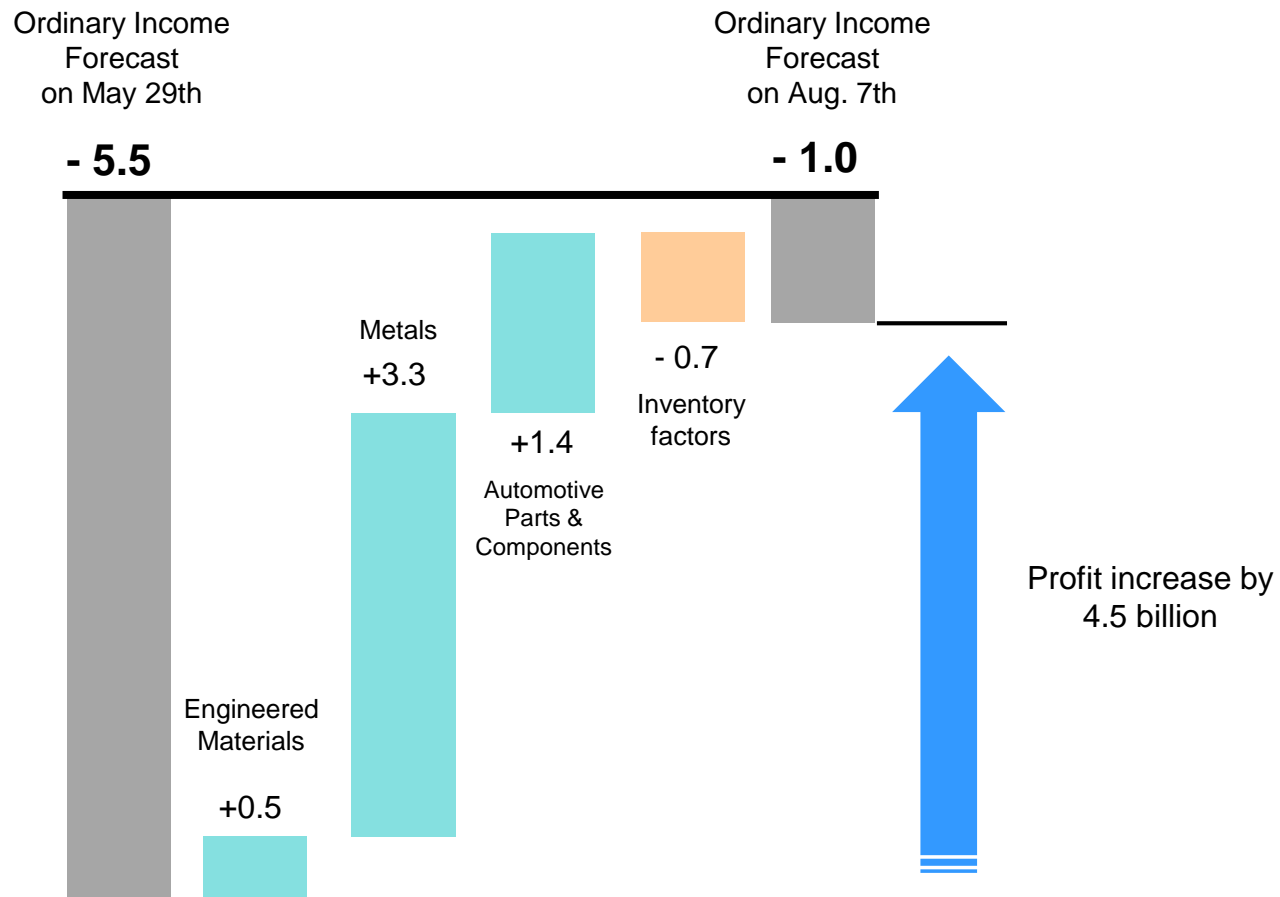 Ordinary Income
Forecast
on May 29th
- 5.5
Ordinary Income
Forecast
on Aug. 7th
- 1.0
Engineered
Materials
+0.5
Metals
+3.3
+1.4
Automotive
Parts &
Components
- 0.7
Inventory
factors
Profit increase by
4.5 billion